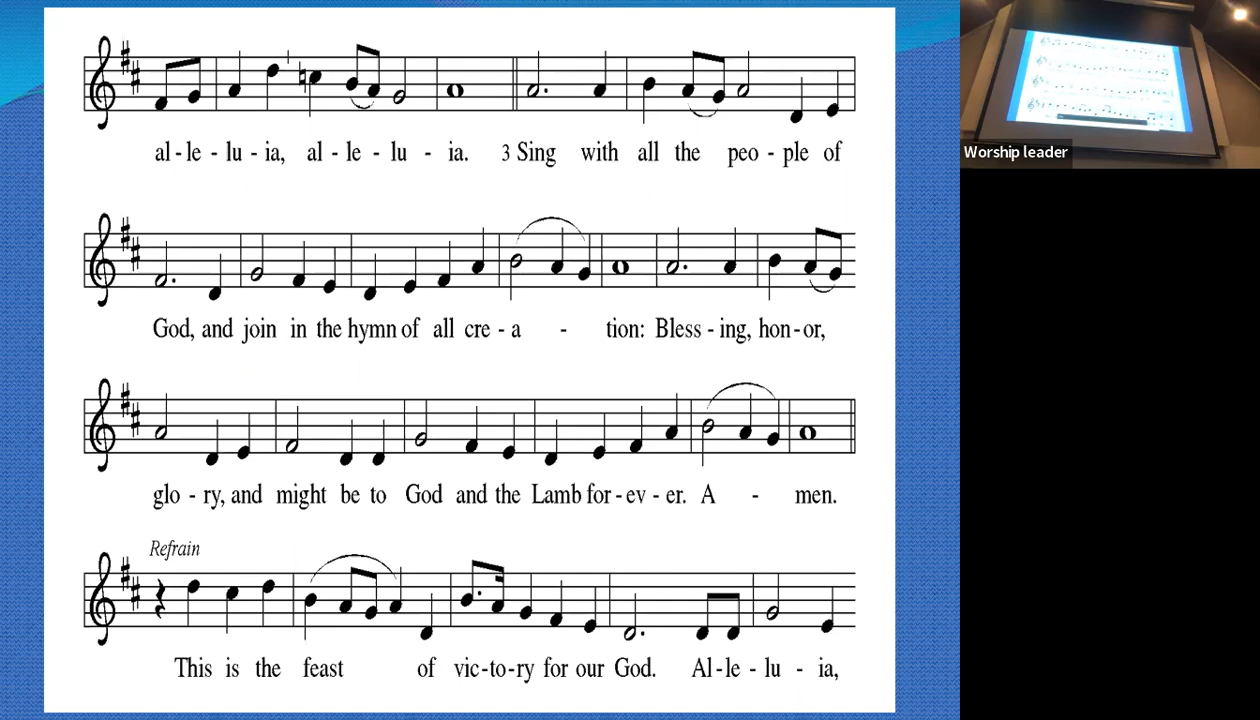 al - le - lu - ia, al - le - lu - ia. 3 Sing with all the peo - ple of
God, and join in the hymn of all cre - a - tion: Bless - ing, hon - or,
glo - ry, and might be to God and the Lamb for - ev - er. A - men.
Refrain
This is the feast of vic - to - ry for our God. Al - le - lu - ia,
Worship leader